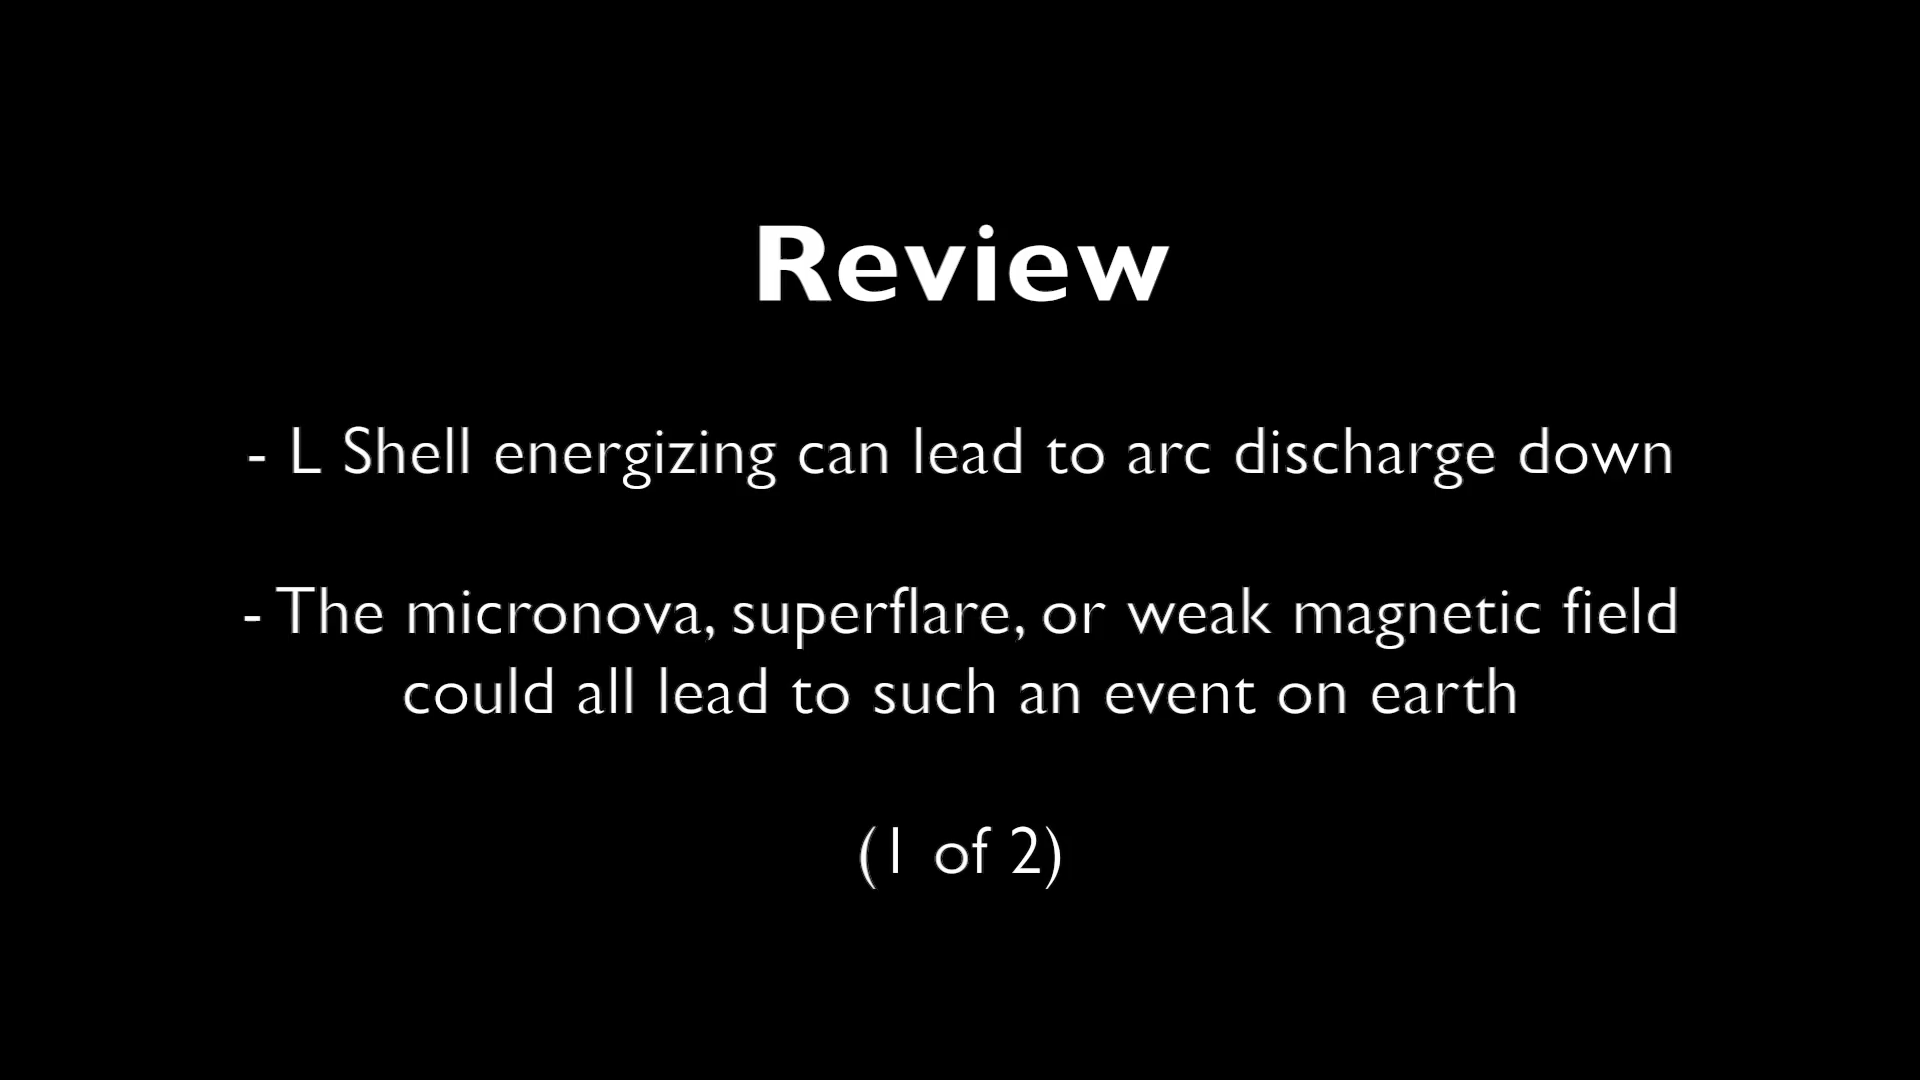 Review
- L Shell energizing can lead to arc discharge down
- The micronova, superflare, or weak magnetic field
could all lead to such an event on earth
(1 of 2)